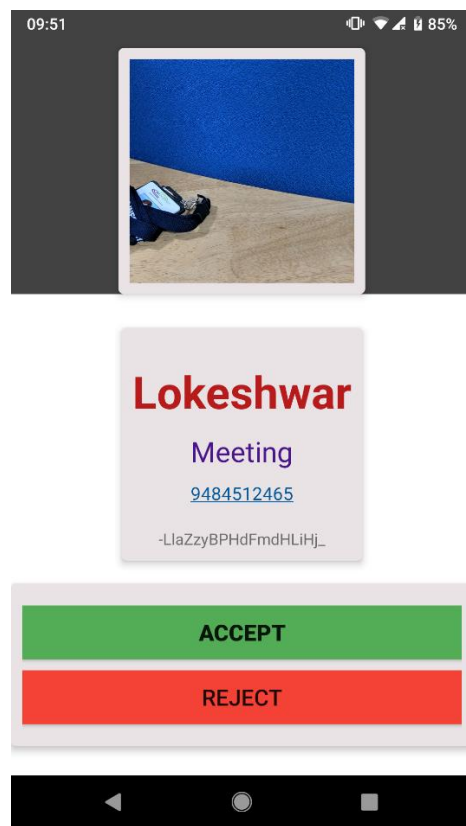 09:51
85%
Lokeshwar
Meeting
9484512465
-LlaZzyBPHdFmdHLiHj_
ACCEPT
REJECT